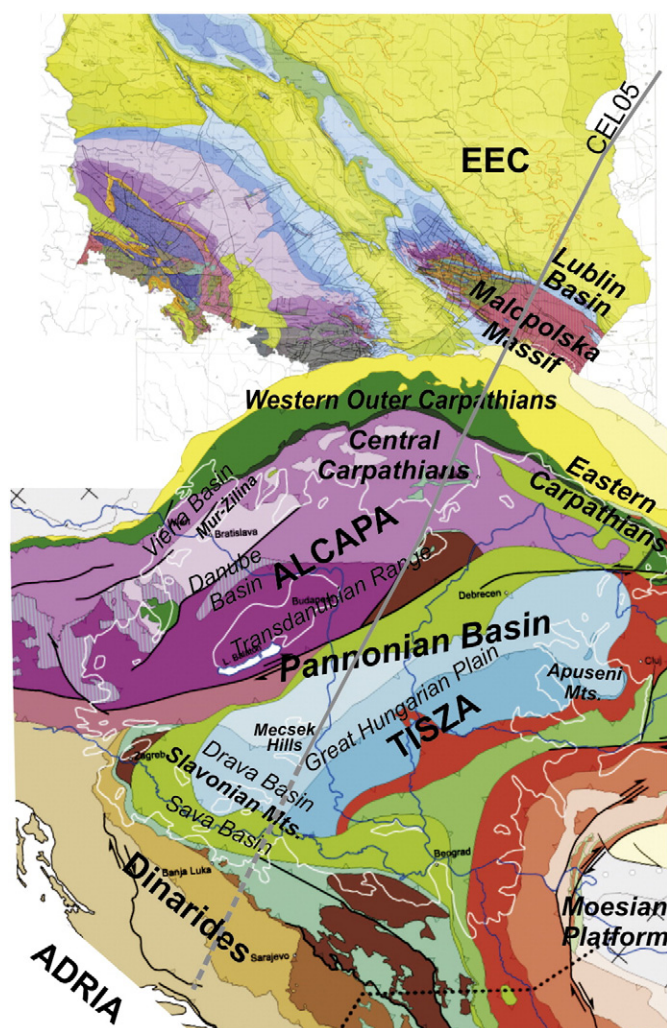 CEL05
EEC
Lublin
Basin
Malopolska
Massif
Western Outer Carpathians
Central
Carpathians
Eastern
Carpathians
Vienna Basin
Mur-Žilina
Bratislava
Danube
Basin
ALCAPA
Budapest
Transdanubian Range
L. Balaton
Debrecen
Pannonian Basin
Apuseni
Mts.
Cluj
Great Hungarian Plain
TISZA
Mecsek
Hills
Drava Basin
Slavonian Mts.
Sava Basin
Zagreb
Beograd
Banja Luka
Dinarides
Sarajevo
ADRIA
Moesian
Platform